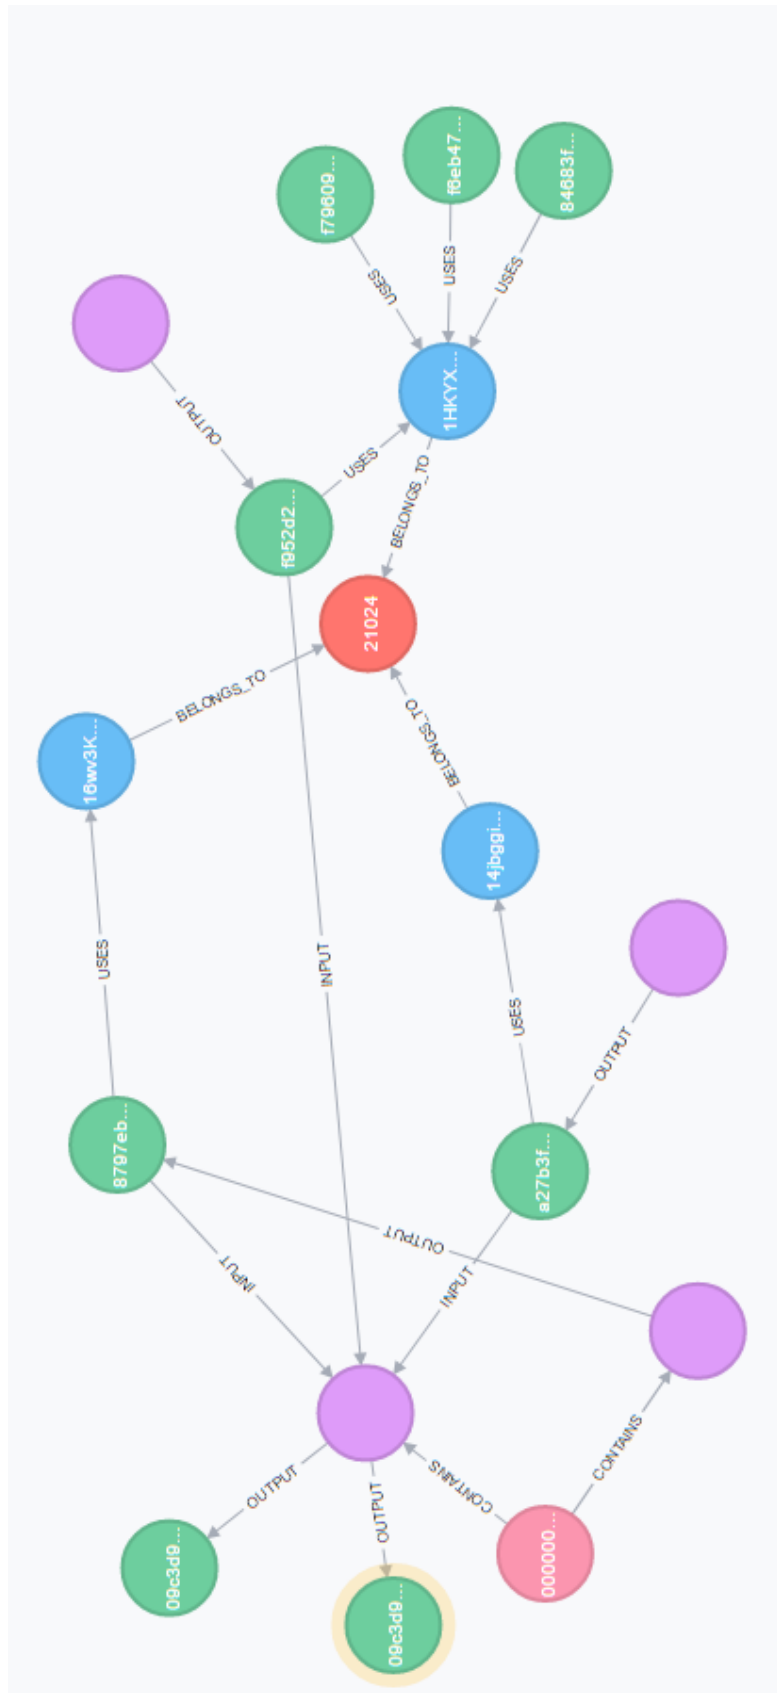 f79609...
f6eb47...
84683f...
USES
USES
USES
1HKYX...
OUTPUT
USES
f952d2...
BELONGS_TO
21024
BELONGS_TO
BELONGS_TO
16wv3K...
14jbggi...
USES
INPUT
USES
OUTPUT
8797eb...
a27b3f...
OUTPUT
INPUT
INPUT
CONTAINS
OUTPUT
OUTPUT
CONTAINS
09c3d9...
09c3d9...
000000...